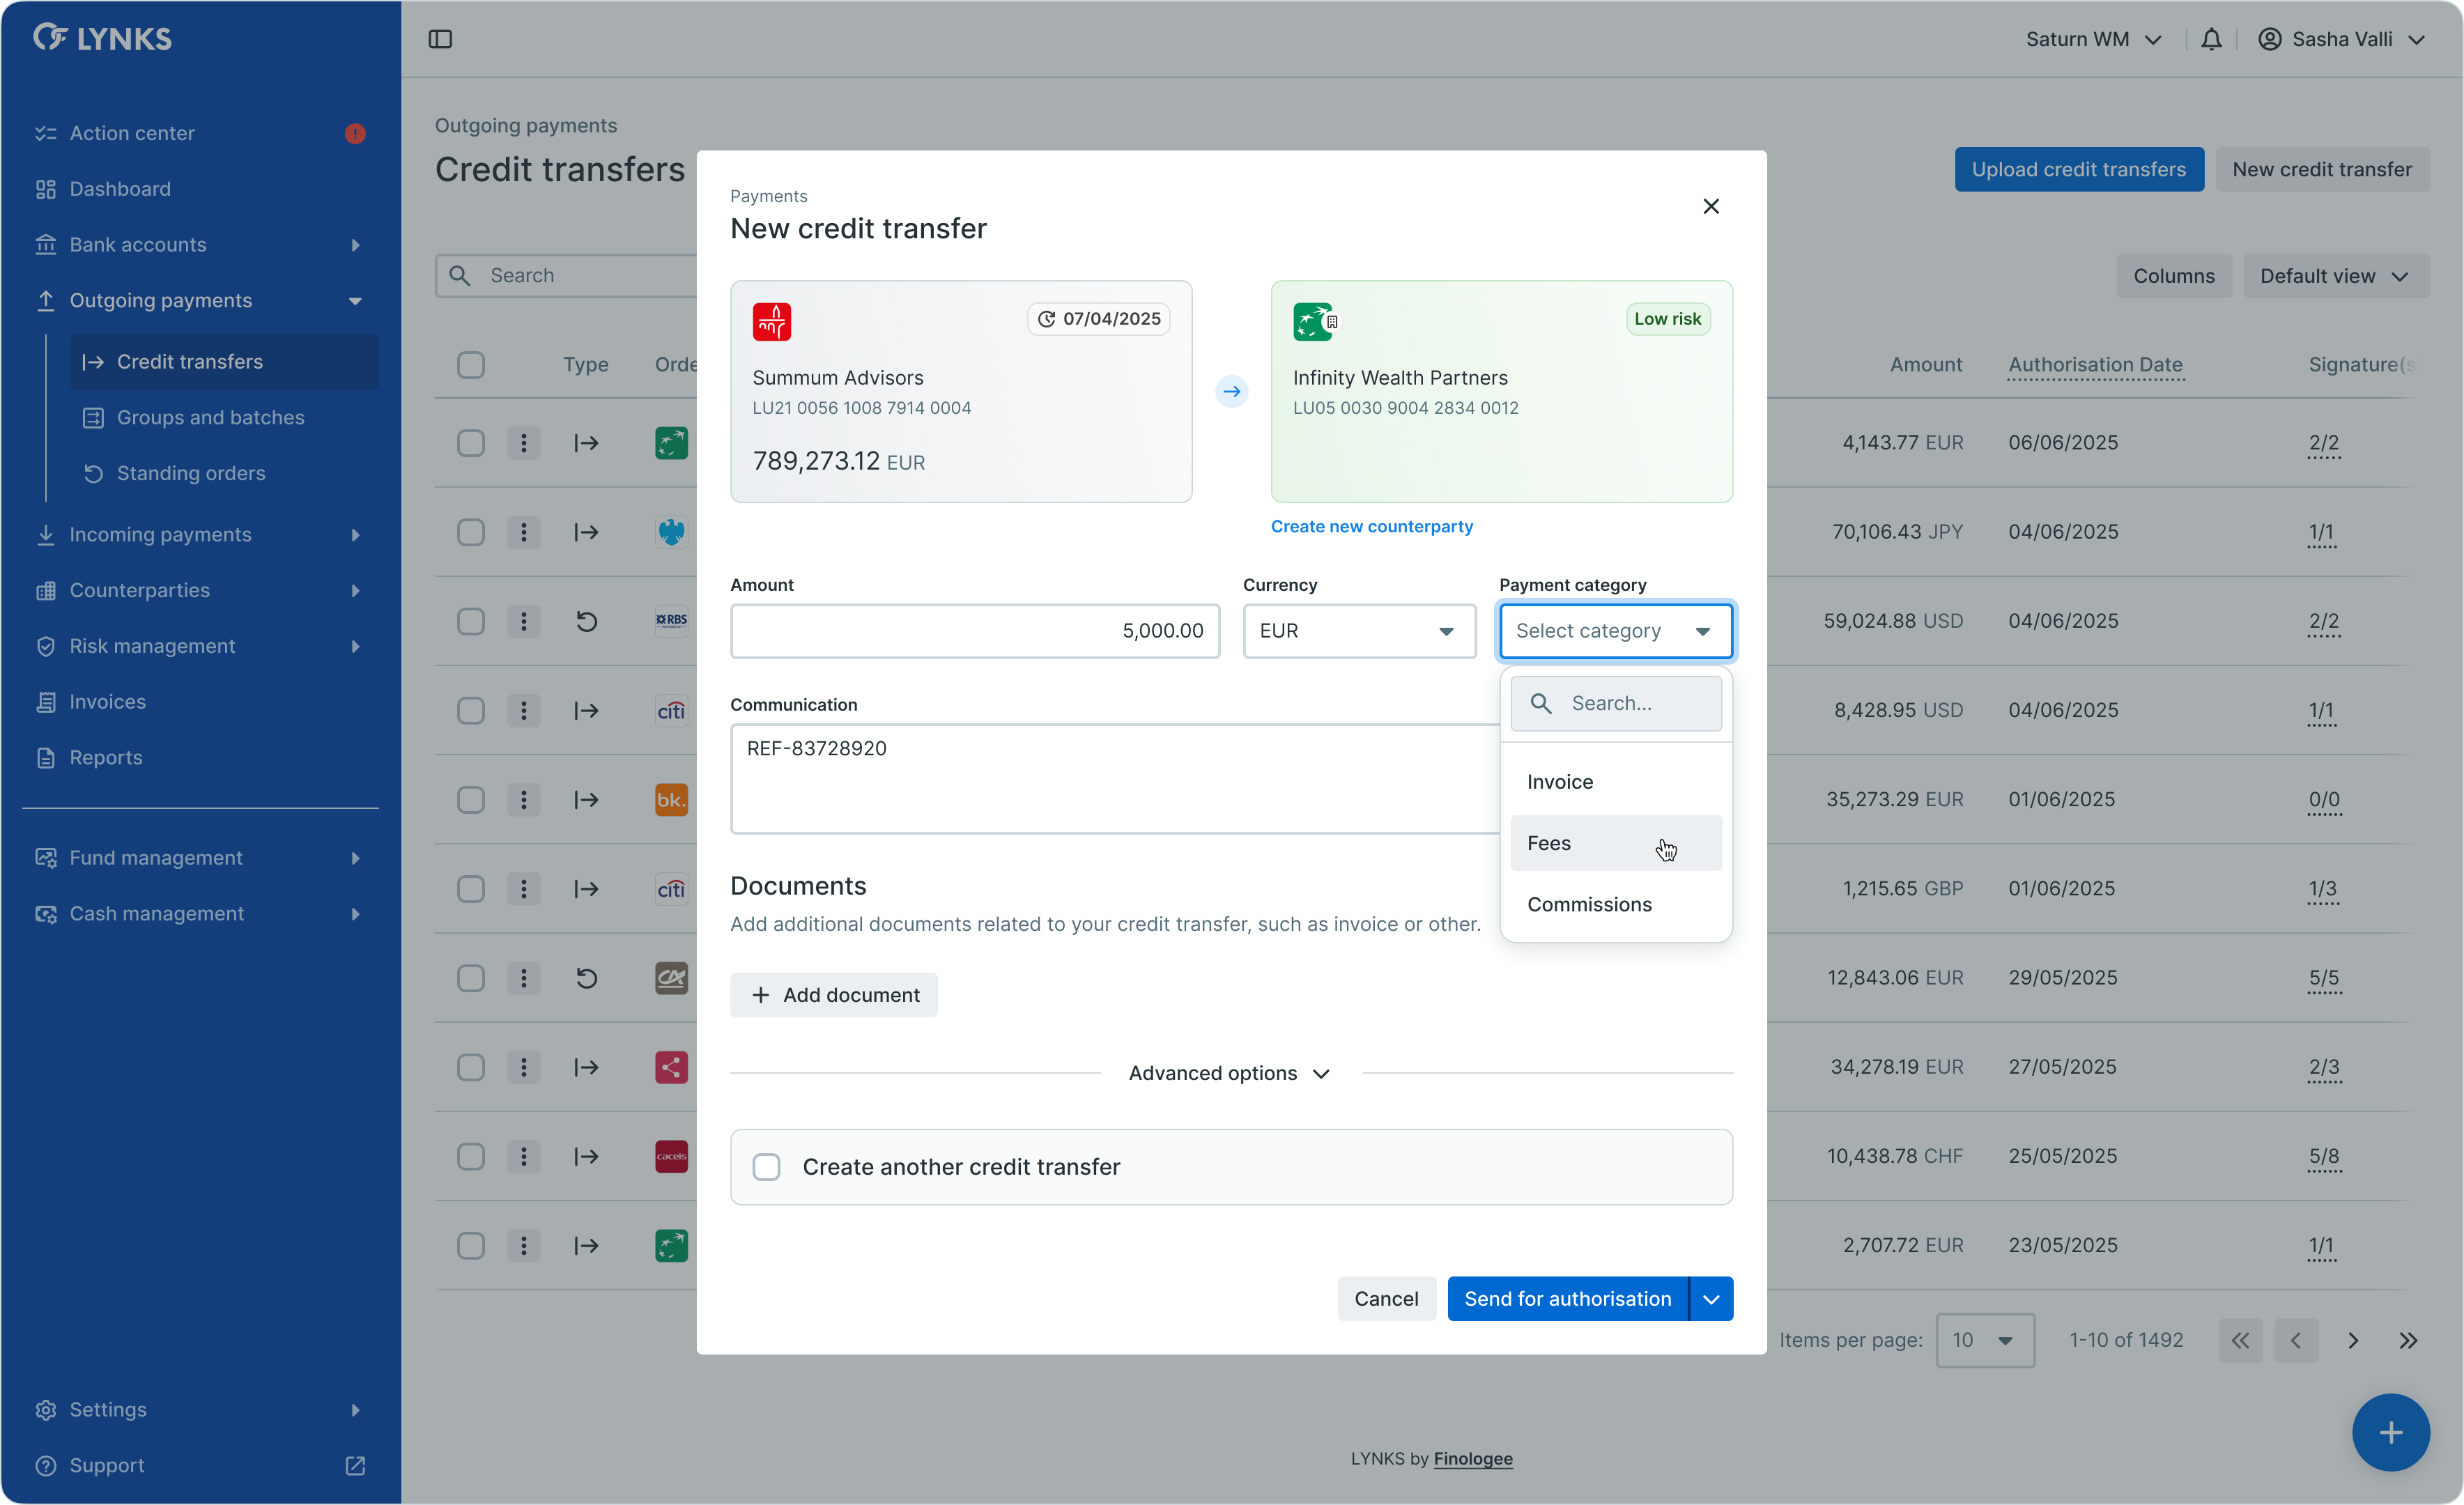 LYNKS
Saturn WM
Sasha Valli
Action center
Dashboard
Bank accounts
Outgoing payments
Credit transfers
Groups and batches
Standing orders
Incoming payments
Counterparties
Risk management
Invoices
Reports
Fund management
Cash management
Settings
Support
Outgoing payments
Credit transfers
Upload credit transfers
New credit transfer
Search
Columns
Default view
Type
Amount
Authorisation Date
4,143.77 EUR 06/06/2025 2/2
70,106.43 JPY 04/06/2025 1/1
RBS 59,024.88 USD 04/06/2025 2/2
citi 8,428.95 USD 04/06/2025 1/1
bk. 35,273.29 EUR 01/06/2025 0/0
citi 1,215.65 GBP 01/06/2025 1/3
CA 12,843.06 EUR 29/05/2025 5/5
34,278.19 EUR 27/05/2025 2/3
caceis 10,438.78 CHF 25/05/2025 5/8
2,707.72 EUR 23/05/2025 1/1
Items per page: 10 1-10 of 1492
LYNKS by Finologee
Payments
New credit transfer
07/04/2025
Summum Advisors
LU21 0056 1008 7914 0004
789,273.12 EUR
Low risk
Infinity Wealth Partners
LU05 0030 9004 2834 0012
Create new counterparty
Amount
5,000.00
Currency
EUR
Payment category
Select category
Search...
Invoice
Fees
Commissions
Communication
REF-83728920
Documents
Add additional documents related to your credit transfer, such as invoice or other.
Add document
Advanced options
Create another credit transfer
Cancel
Send for authorisation